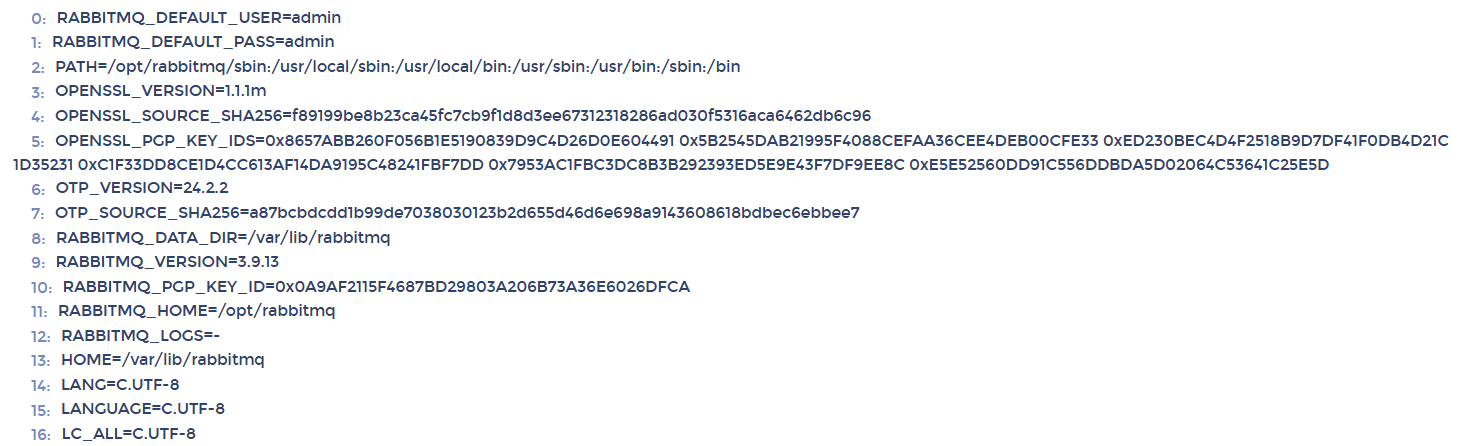 0: RABBITMQ_DEFAULT_USER=admin
1: RABBITMQ_DEFAULT_PASS=admin
2: PATH=/opt/rabbitmq/sbin:/usr/local/sbin:/usr/local/bin:/usr/sbin:/usr/bin:/sbin:/bin
3: OPENSSL_VERSION=1.1.1m
4: OPENSSL_SOURCE_SHA256=f89199be8b23ca45fc7cb9f1d8d3ee67312318286ad030f5316aca6462db6c96
5: OPENSSL_PGP_KEY_IDS=0x8657ABB260F056B1E5190839D9C4D26D0E604491 0x5B2545DAB21995F4088CEFAA36CEE4DEB00CFE33 0xED230BEC4D4F2518B9D7DF41F0DB4D21C
1D35231 0xC1F33DD8CE1D4CC613AF14DA9195C48241FBF7DD 0x7953AC1FBC3DC8B3B292393ED5E9E43F7DF9EE8C 0xE5E52560DD91C556DDBDA5D02064C53641C25E5D
6: OTP_VERSION=24.2.2
7: OTP_SOURCE_SHA256=a87bcbdcdd1b99de7038030123b2d655d46d6e698a9143608618bdbec6ebbee7
8: RABBITMQ_DATA_DIR=/var/lib/rabbitmq
9: RABBITMQ_VERSION=3.9.13
10: RABBITMQ_PGP_KEY_ID=0x0A9AF2115F4687BD29803A206B73A36E6026DFCA
11: RABBITMQ_HOME=/opt/rabbitmq
12: RABBITMQ_LOGS=-
13: HOME=/var/lib/rabbitmq
14: LANG=C.UTF-8
15: LANGUAGE=C.UTF-8
16: LC_ALL=C.UTF-8